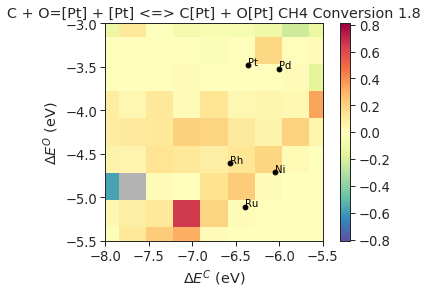 C + O=[Pt] + [Pt] <=> C[Pt] + O[Pt] CH4 Conversion 1.8
−3.0
−3.5
−4.0
−4.5
−5.0
−5.5
ΔE^O (eV)
Pt
Pd
Rh
Ni
Ru
−8.0 −7.5 −7.0 −6.5 −6.0 −5.5
ΔE^C (eV)
0.8
0.6
0.4
0.2
0.0
−0.2
−0.4
−0.6
−0.8